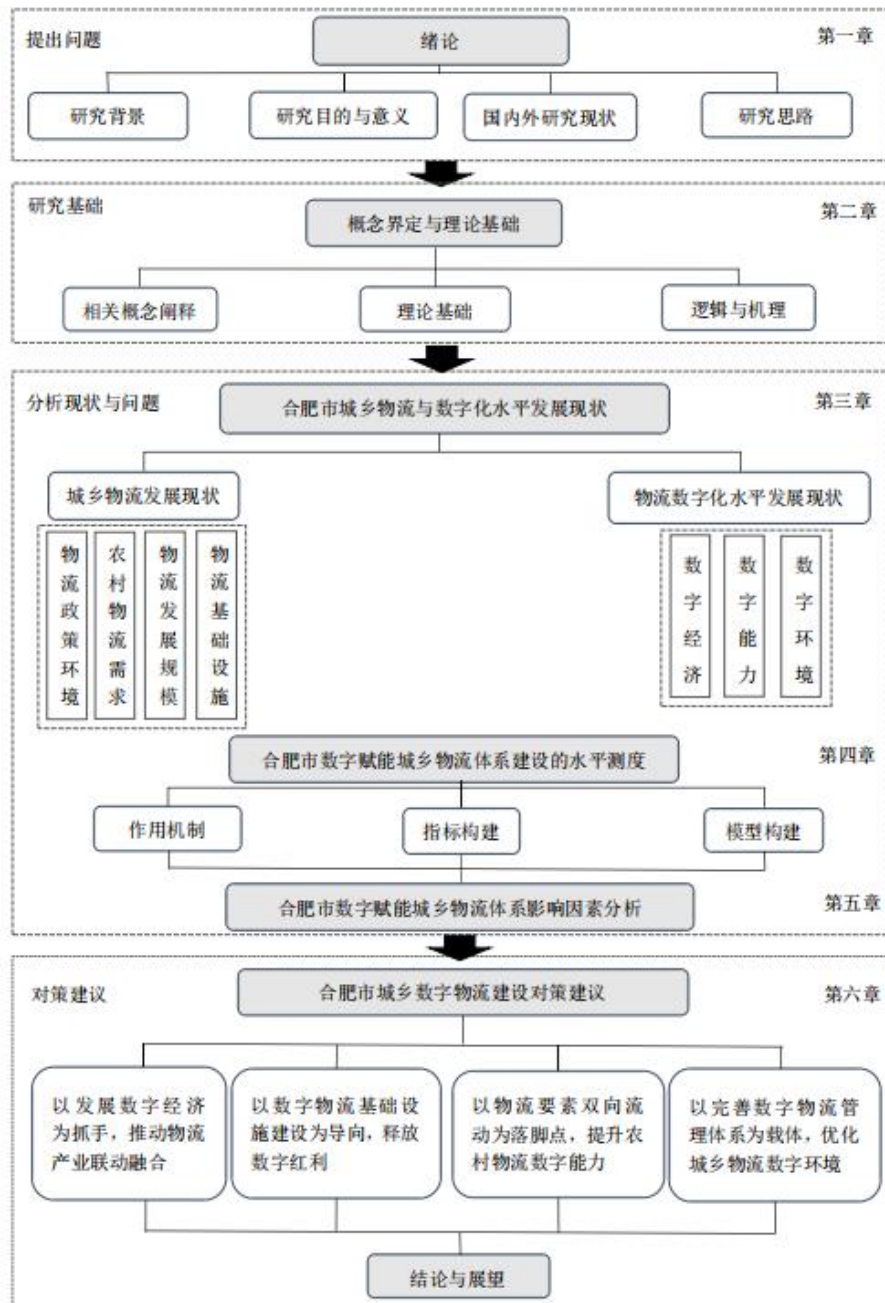 提出问题
绪论
第一章
研究背景
研究目的与意义
国内外研究现状
研究思路
研究基础
概念界定与理论基础
第二章
相关概念阐释
理论基础
逻辑与机理
分析现状与问题
合肥市城乡物流与数字化水平发展现状
第三章
城乡物流发展现状
物流数字化水平发展现状
物流政策环境
农村物流需求
物流发展规模
物流基础设施
数字经济
数字能力
数字环境
合肥市数字赋能城乡物流体系建设的水平测度
第四章
作用机制
指标构建
模型构建
合肥市数字赋能城乡物流体系影响因素分析
第五章
对策建议
合肥市城乡数字物流建设对策建议
第六章
以发展数字经济
为抓手，推动物流
产业联动融合
以数字物流基础设
施建设为导向，释放
数字红利
以物流要素双向流
动为落脚点，提升农
村物流数字能力
以完善数字物流管
理体系为载体，优化
城乡物流数字环境
结论与展望